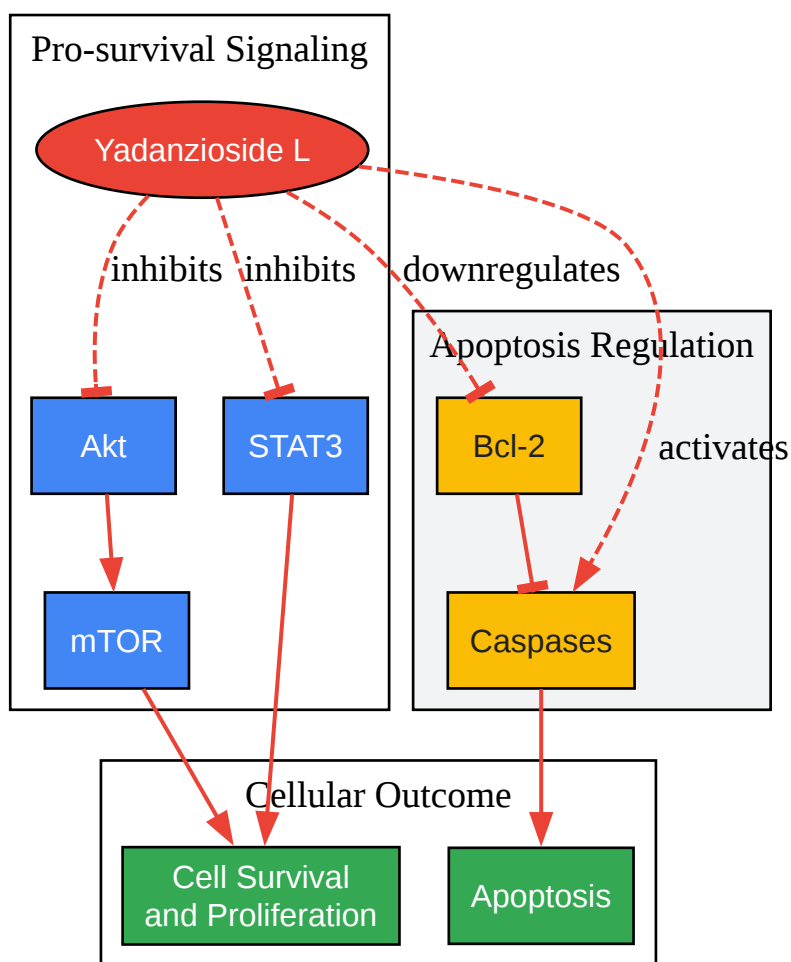 Pro-survival Signaling
Yadanzioside L
inhibits
inhibits
downregulates
Apoptosis Regulation
Akt
STAT3
Bcl-2
activates
mTOR
Caspases
Cellular Outcome
Cell Survival
and Proliferation
Apoptosis